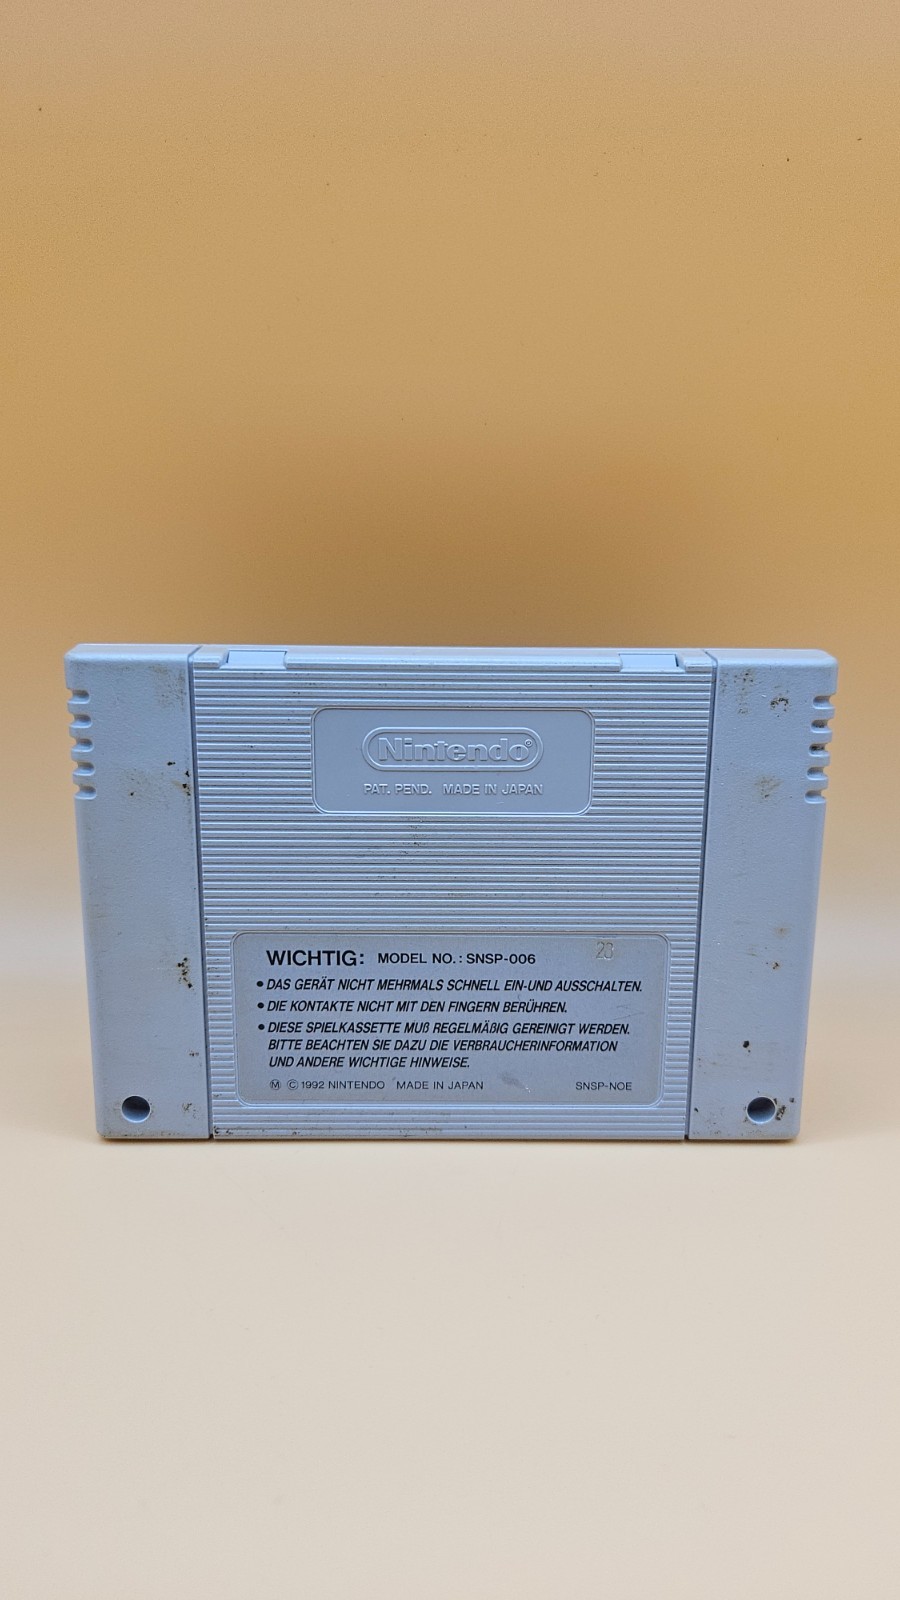 Nintendo®
PAT. PEND. MADE IN JAPAN
WICHTIG: MODEL NO.: SNSP-006 20
• DAS GERÄT NICHT MEHRMALS SCHNELL EIN-UND AUSSCHALTEN.
• DIE KONTAKTE NICHT MIT DEN FINGERN BERÜHREN.
• DIESE SPIELKASSETTE MUß REGELMÄßIG GEREINIGT WERDEN.
BITTE BEACHTEN SIE DAZU DIE VERBRAUCHERINFORMATION
UND ANDERE WICHTIGE HINWEISE.
Ⓜ © 1992 NINTENDO MADE IN JAPAN SNSP-NOE